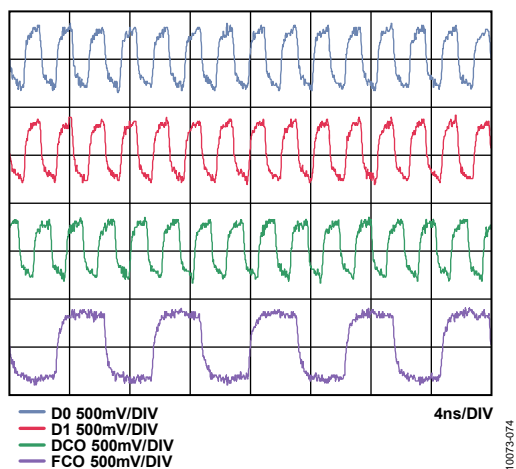 D0 500mV/DIV
D1 500mV/DIV
DCO 500mV/DIV
FCO 500mV/DIV
4ns/DIV
10073-074